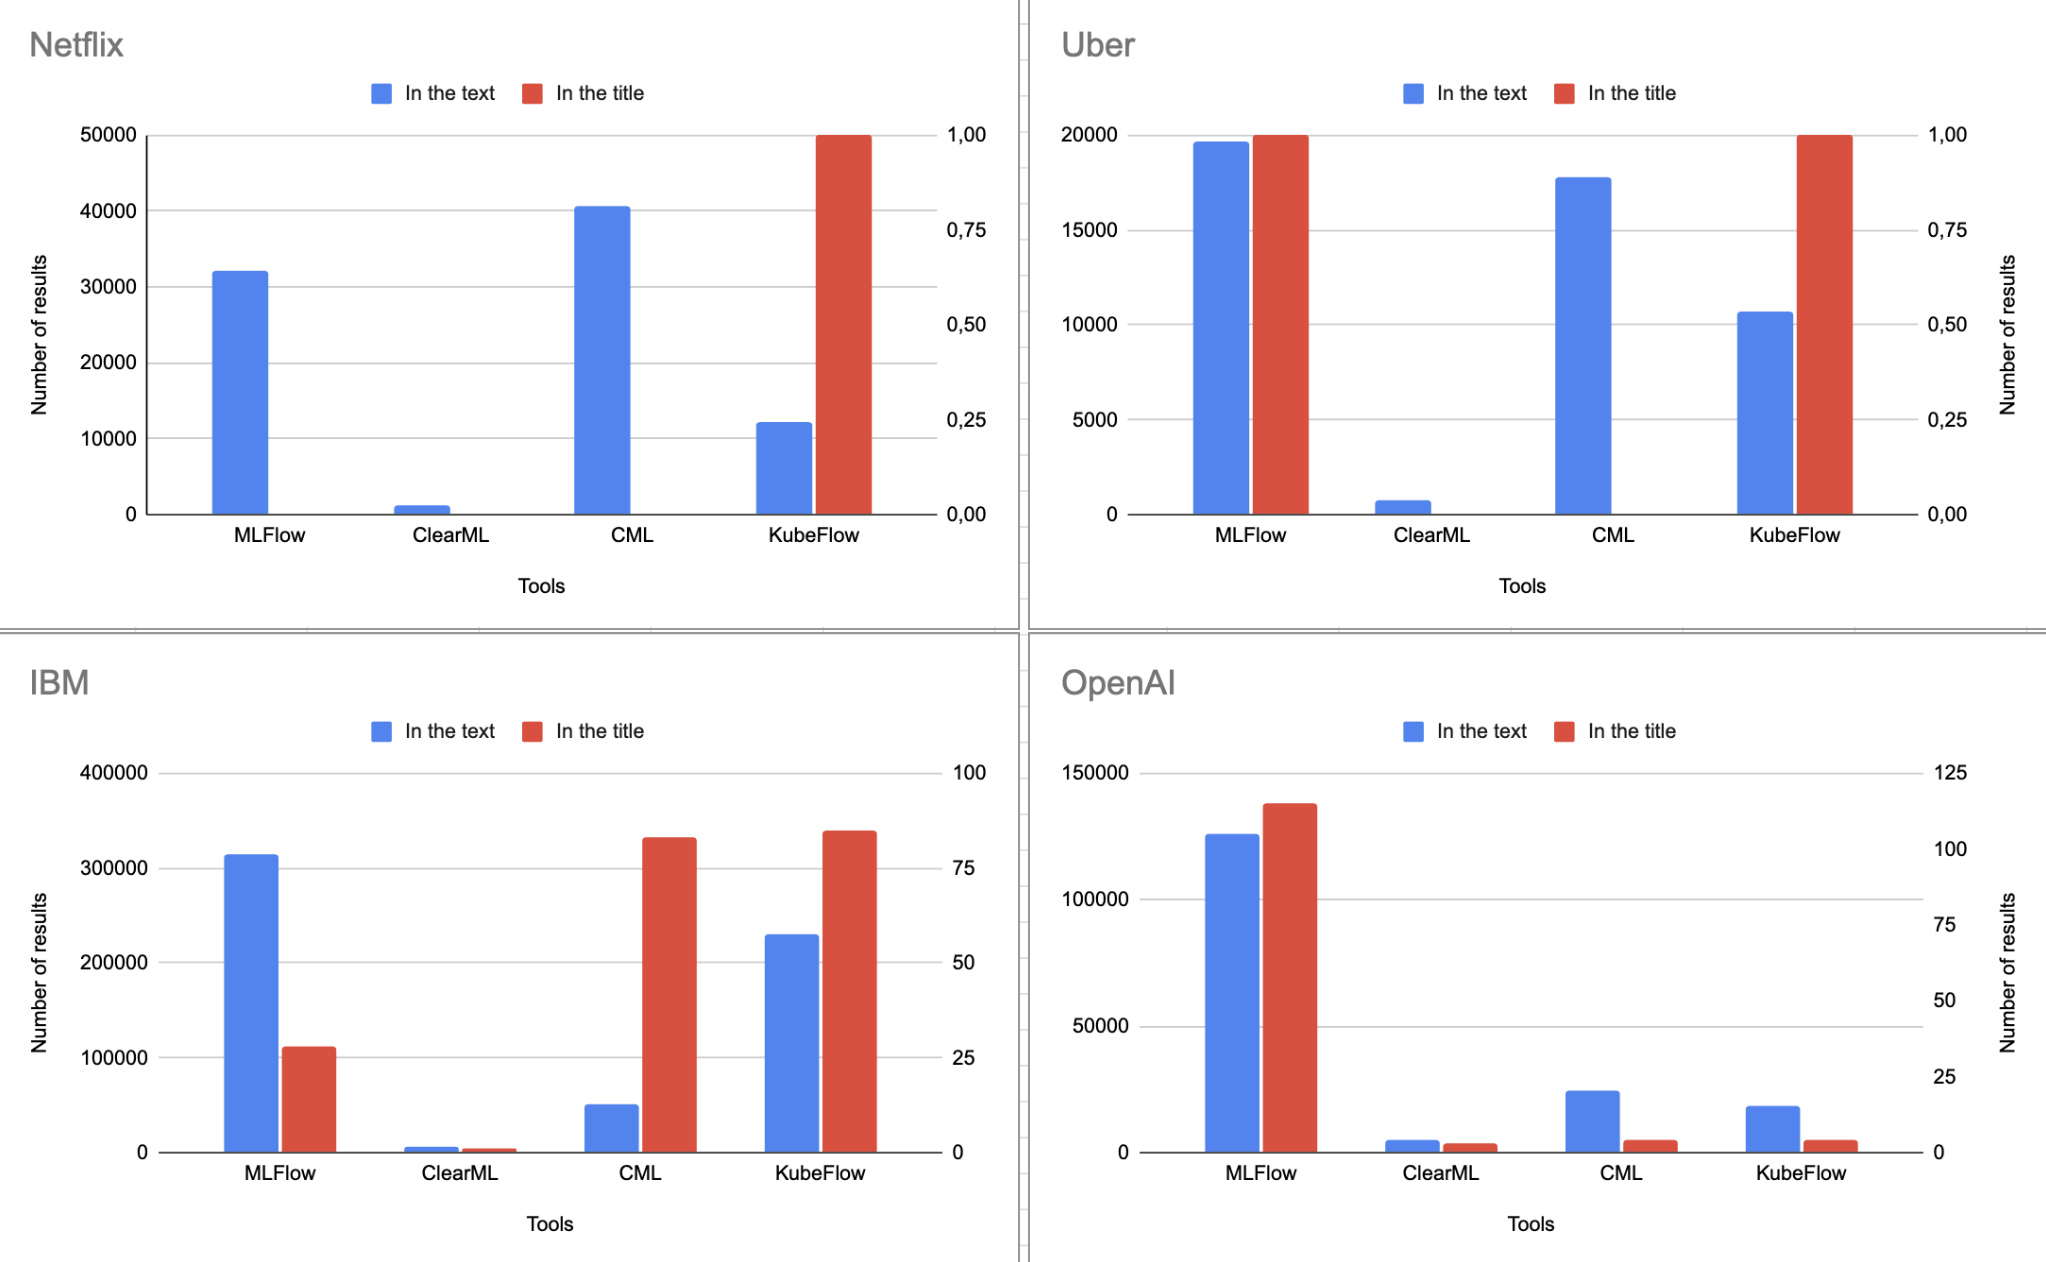 Netflix
In the text In the title
50000
40000
30000
20000
10000
0
1,00
0,75
0,50
0,25
0,00
Number of results
MLFlow ClearML CML KubeFlow
Tools
Uber
In the text In the title
20000
15000
10000
5000
0
1,00
0,75
0,50
0,25
0,00
Number of results
MLFlow ClearML CML KubeFlow
Tools
IBM
In the text In the title
400000
300000
200000
100000
0
100
75
50
25
0
Number of results
MLFlow ClearML CML KubeFlow
Tools
OpenAI
In the text In the title
150000
100000
50000
0
125
100
75
50
25
0
Number of results
MLFlow ClearML CML KubeFlow
Tools